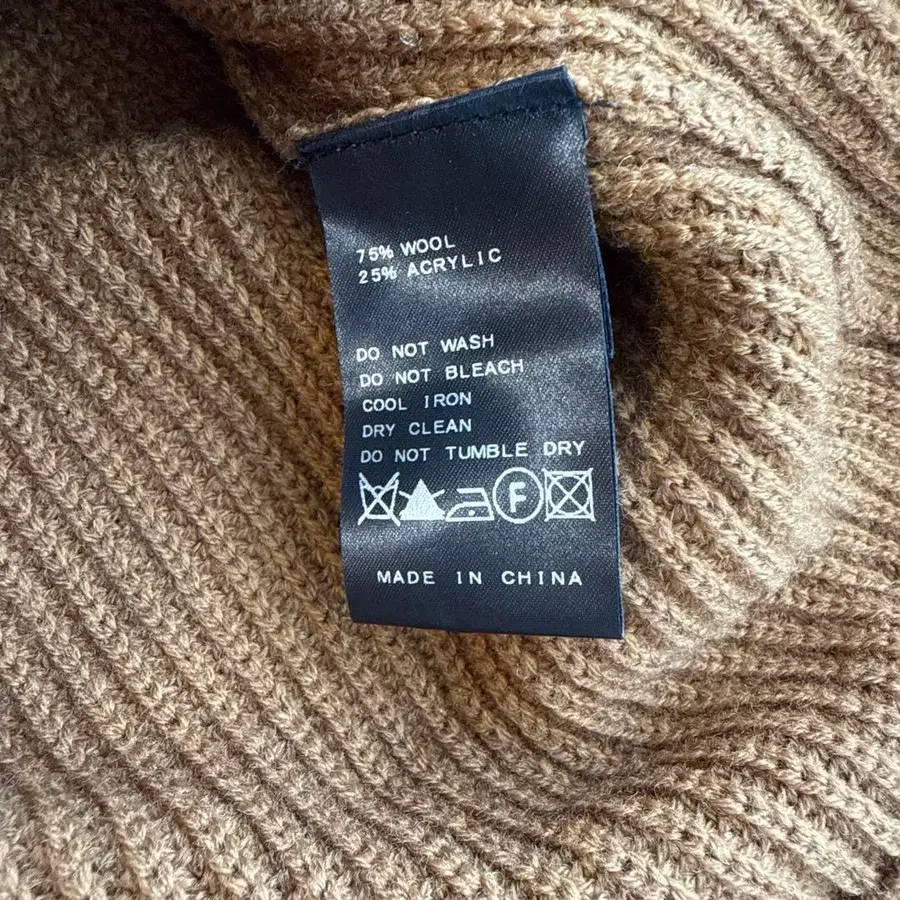 75% WOOL
25% ACRYLIC
DO NOT WASH
DO NOT BLEACH
COOL IRON
DRY CLEAN
DO NOT TUMBLE DRY
F
MADE IN CHINA